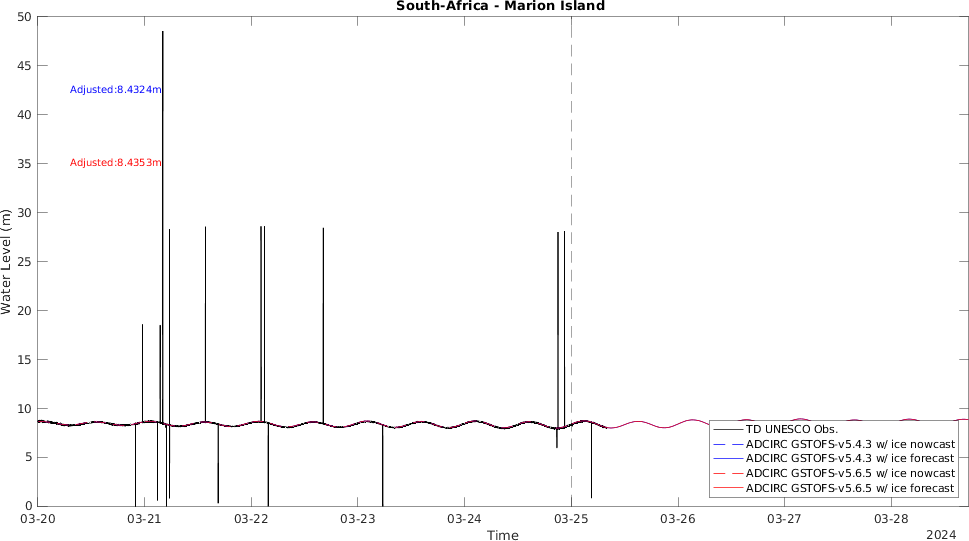 South-Africa - Marion Island
50
45
40
35
30
25
20
15
10
5
0
Water Level (m)
Adjusted:8.4324m
Adjusted:8.4353m
TD UNESCO Obs.
ADCIRC GSTOFS-v5.4.3 w/ ice nowcast
ADCIRC GSTOFS-v5.4.3 w/ ice forecast
ADCIRC GSTOFS-v5.6.5 w/ ice nowcast
ADCIRC GSTOFS-v5.6.5 w/ ice forecast
03-20 03-21 03-22 03-23 03-24 03-25 03-26 03-27 03-28
Time
2024